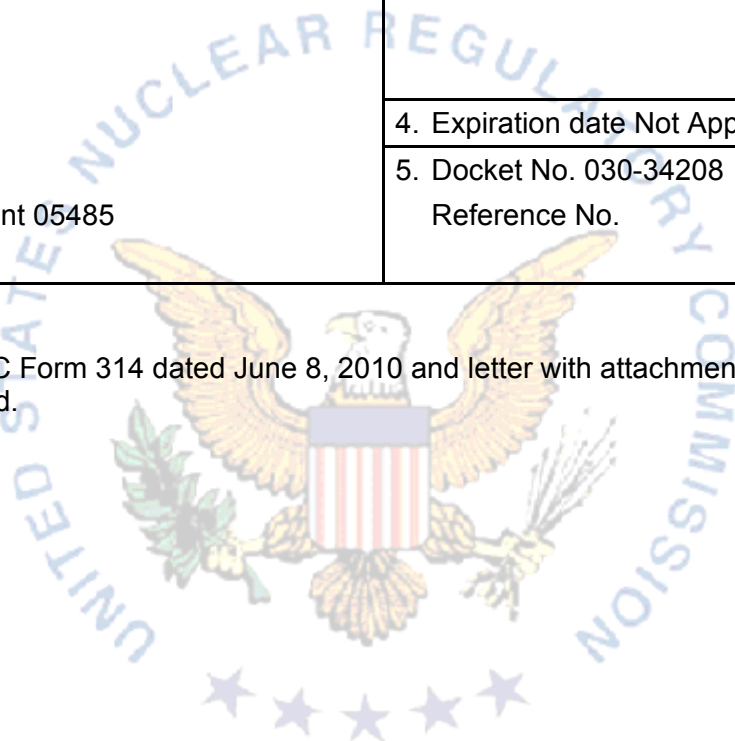 UNITED STATES NUCLEAR REGULATORY COMMISSION
4. Expiration date Not App
5. Docket No. 030-34208
nt 05485
Reference No.
C Form 314 dated June 8, 2010 and letter with attachmen
d.